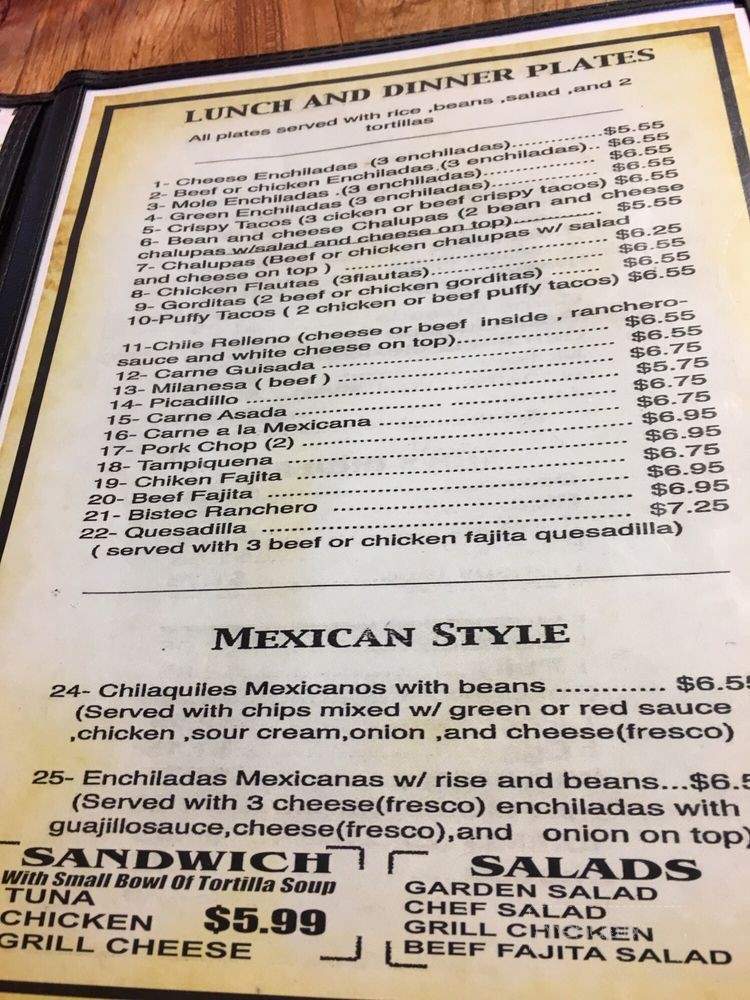 LUNCH AND DINNER PLATES
All plates served with rice ,beans ,salad ,and 2
tortillas
1- Cheese Enchiladas (3 enchiladas)..............$5.55
2- Beef or chicken Enchiladas.(3 enchiladas).. $6.55
3- Mole Enchiladas .(3 enchiladas)................ $6.55
4- Green Enchiladas (3 enchiladas)............... $6.55
5- Crispy Tacos (3 cicken or beef crispy tacos) $6.55
6- Bean and cheese Chalupas (2 bean and cheese
chalupas w/salad and cheese on top).............. $5.55
7- Challupas (Beef or chicken chalupas w/ salad
and cheese on top ) .................................... $6.25
8- Chicken Flautas (3flautas)......................... $6.55
9- Gorditas (2 beef or chicken gorditas) ....... $6.55
10-Puffy Tacos ( 2 chicken or beef puffy tacos) $6.55
11-Chile Relleno (cheese or beef inside , ranchero-
sauce and white cheese on top)...................... $6.55
12- Carne Guisada ........................................ $6.55
13- Milanesa ( beef ) ..................................... $6.75
14- Picadillo .................................................. $5.75
15- Carne Asada ........................................... $6.75
16- Carne a la Mexicana ................................ $6.75
17- Pork Chop (2) .......................................... $6.95
18- Tampiquena ............................................ $6.95
19- Chiken Fajita ........................................... $6.75
20- Beef Fajita ............................................... $6.95
21- Bistec Ranchero ...................................... $6.95
22- Quesadilla ............................................... $7.25
( served with 3 beef or chicken fajita quesadilla)
MEXICAN STYLE
24- Chilaquiles Mexicanos with beans ............ $6.55
(Served with chips mixed w/ green or red sauce
,chicken ,sour cream,onion ,and cheese(fresco)
25- Enchiladas Mexicanas w/ rise and beans...$6.5
(Served with 3 cheese(fresco) enchiladas with
guajillosauce,cheese(fresco),and onion on top)
SANDWICH
With Small Bowl Of Tortilla Soup
TUNA
CHICKEN $5.99
GRILL CHEESE
SALADS
GARDEN SALAD
CHEF SALAD
GRILL CHICKEN
BEEF FAJITA SALAD